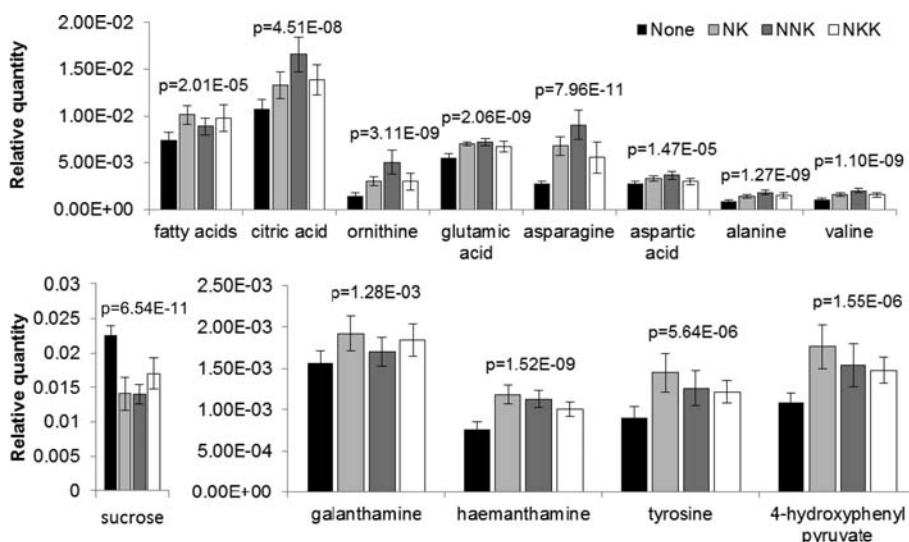 2.00E-02
1.50E-02
1.00E-02
5.00E-03
0.00E+00
Relative quantity
None NK NNK NKK
p=2.01E-05
p=4.51E-08
p=3.11E-09
p=2.06E-09
p=7.96E-11
p=1.47E-05
p=1.27E-09
p=1.10E-09
fatty acids citric acid ornithine glutamic asparagine aspartic alanine valine
acid acid
0.03
0.025
0.02
0.015
0.01
0.005
0
Relative quantity
p=6.54E-11
sucrose
2.50E-03
2.00E-03
1.50E-03
1.00E-03
5.00E-04
0.00E+00
p=1.28E-03
p=1.52E-09
p=5.64E-06
p=1.55E-06
galanthamine haemanthamine tyrosine 4-hydroxyphenyl
pyruvate